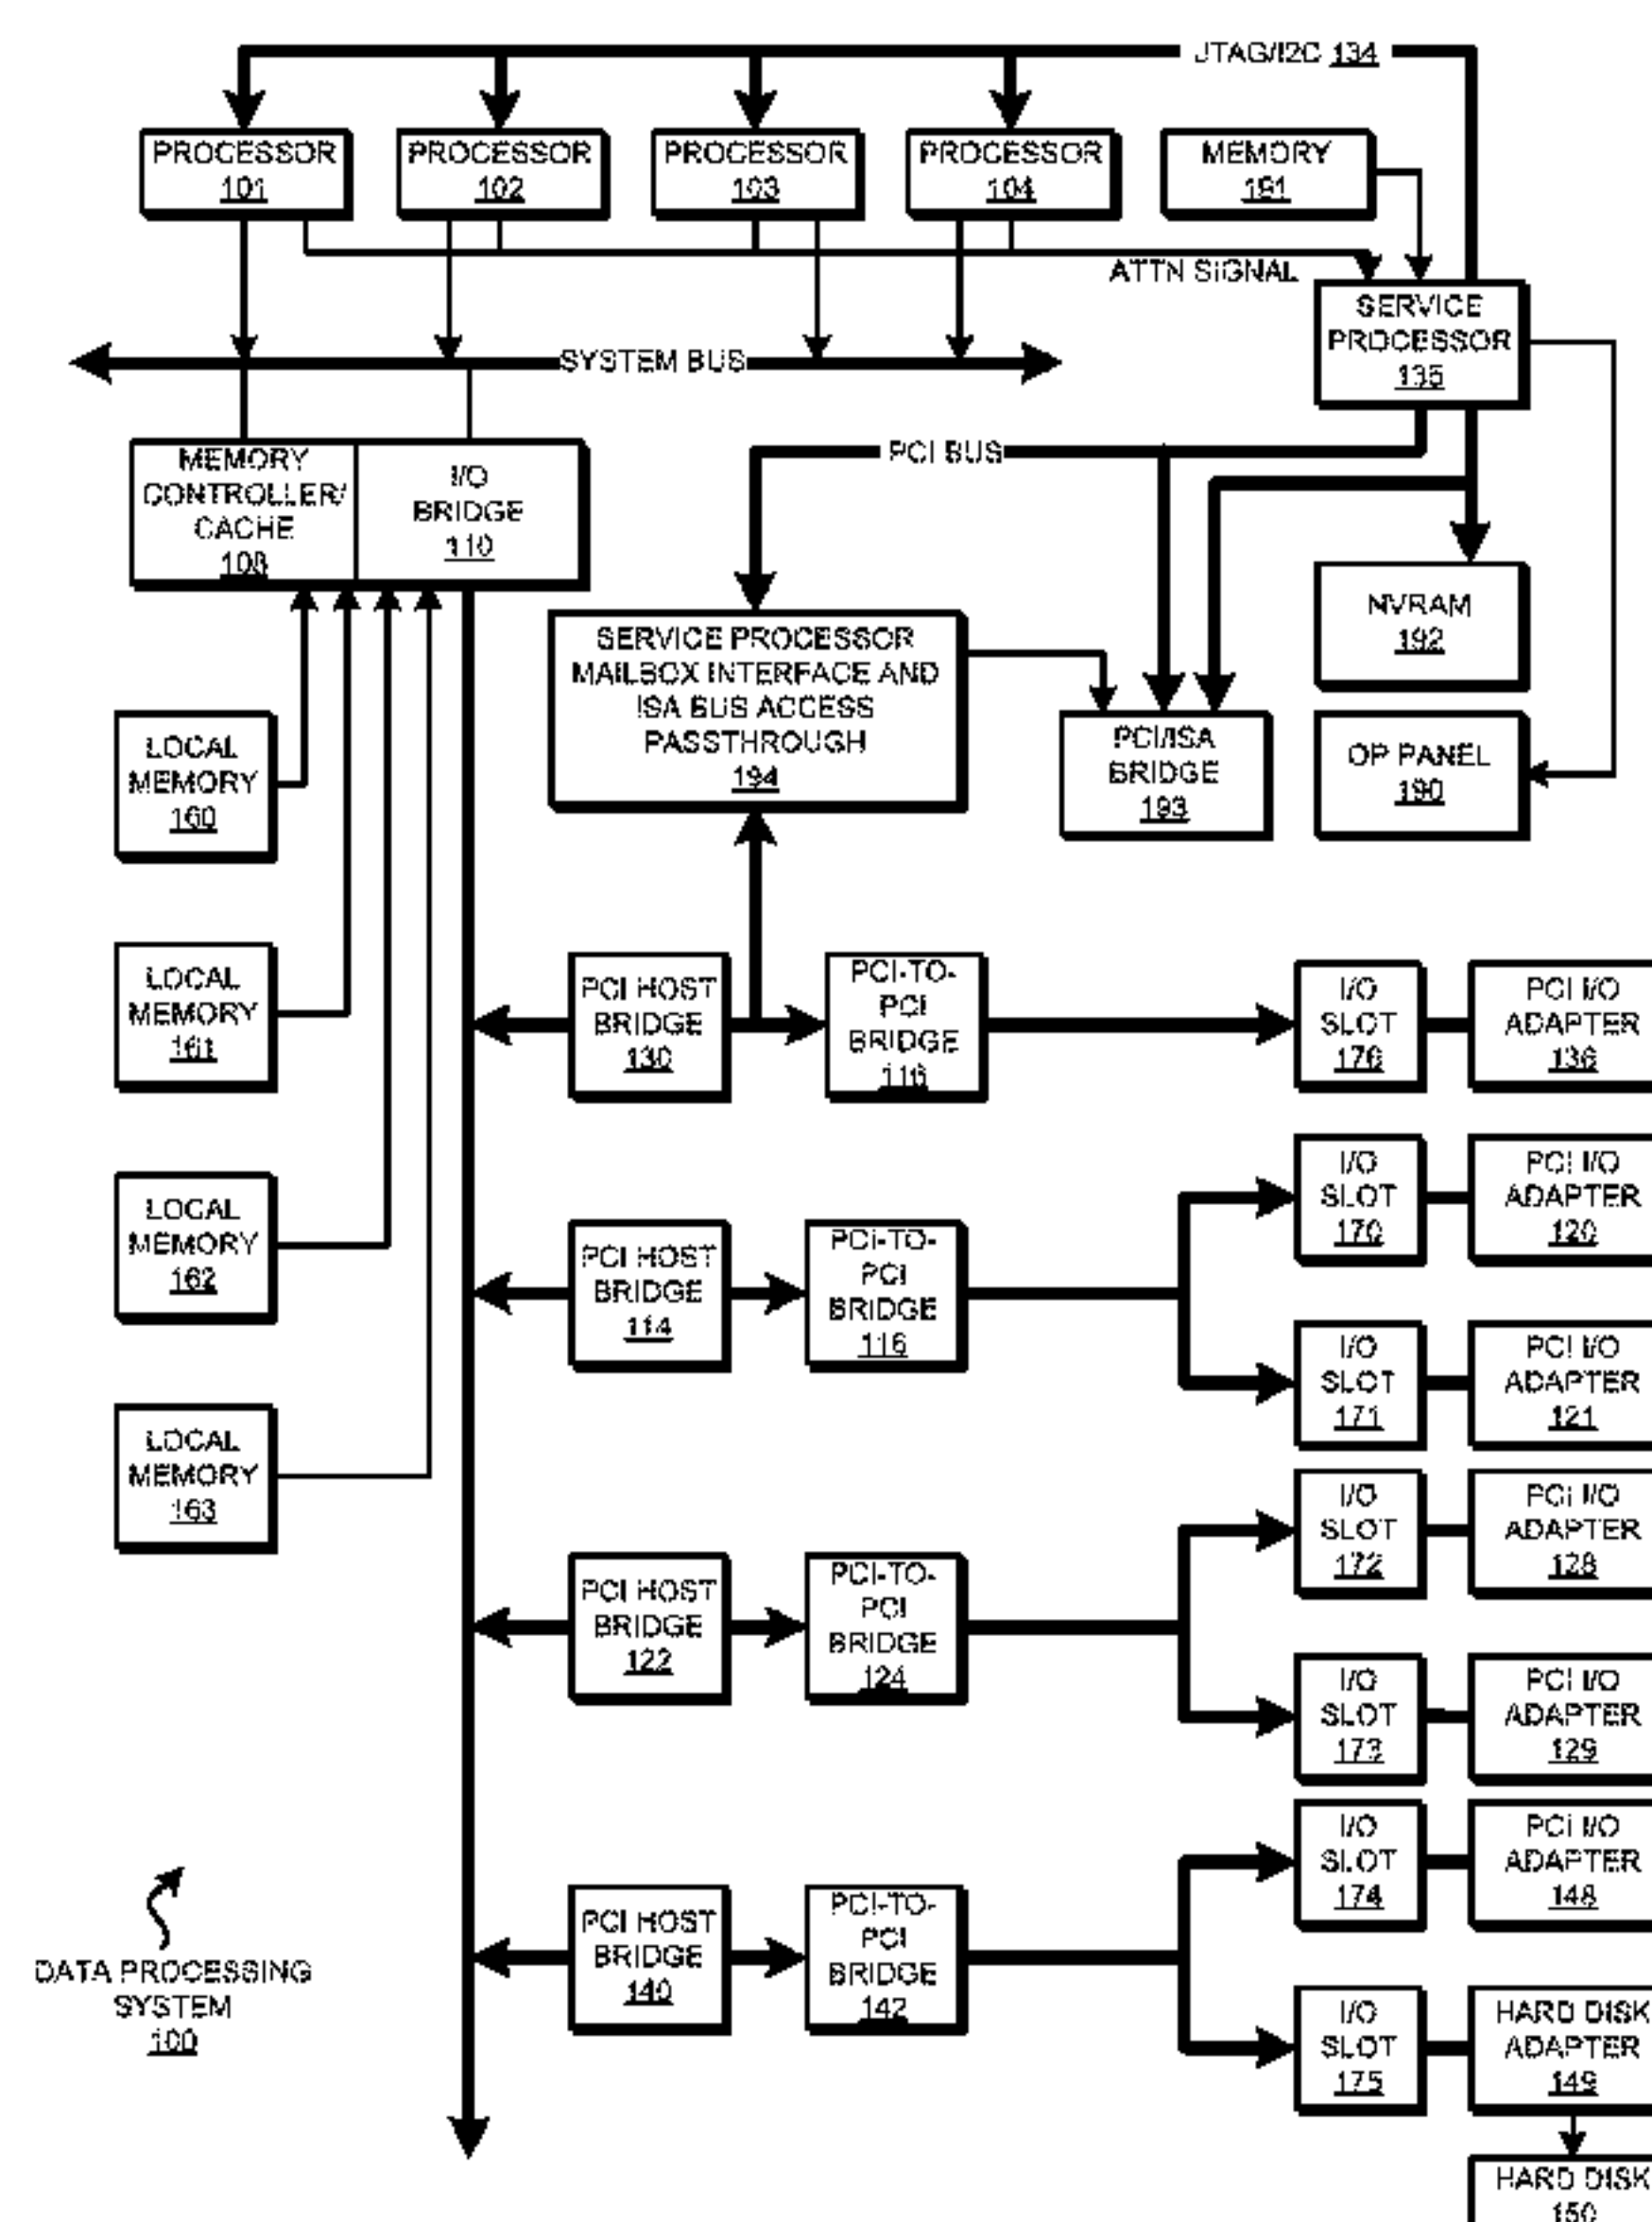 JTAG/I2C 134
PROCESSOR
101
PROCESSOR
102
PROCESSOR
103
PROCESSOR
104
MEMORY
191
ATTN SIGNAL
SERVICE
PROCESSOR
135
SYSTEM BUS
MEMORY
CONTROLLER/
CACHE
108
I/O
BRIDGE
110
PCI BUS
NVRAM
192
SERVICE PROCESSOR
MAILBOX INTERFACE AND
ISA BUS ACCESS
PASSTHROUGH
194
PCI/ISA
BRIDGE
193
OP PANEL
190
LOCAL
MEMORY
160
LOCAL
MEMORY
161
LOCAL
MEMORY
162
LOCAL
MEMORY
163
PCI HOST
BRIDGE
130
PCI-TO-
PCI
BRIDGE
116
I/O
SLOT
176
PCI I/O
ADAPTER
136
PCI HOST
BRIDGE
114
PCI-TO-
PCI
BRIDGE
116
I/O
SLOT
170
PCI I/O
ADAPTER
120
I/O
SLOT
171
PCI I/O
ADAPTER
121
PCI HOST
BRIDGE
122
PCI-TO-
PCI
BRIDGE
124
I/O
SLOT
172
PCI I/O
ADAPTER
128
I/O
SLOT
173
PCI I/O
ADAPTER
129
PCI HOST
BRIDGE
140
PCI-TO-
PCI
BRIDGE
142
I/O
SLOT
174
PCI I/O
ADAPTER
148
I/O
SLOT
175
HARD DISK
ADAPTER
149
HARD DISK
150
DATA PROCESSING
SYSTEM
100